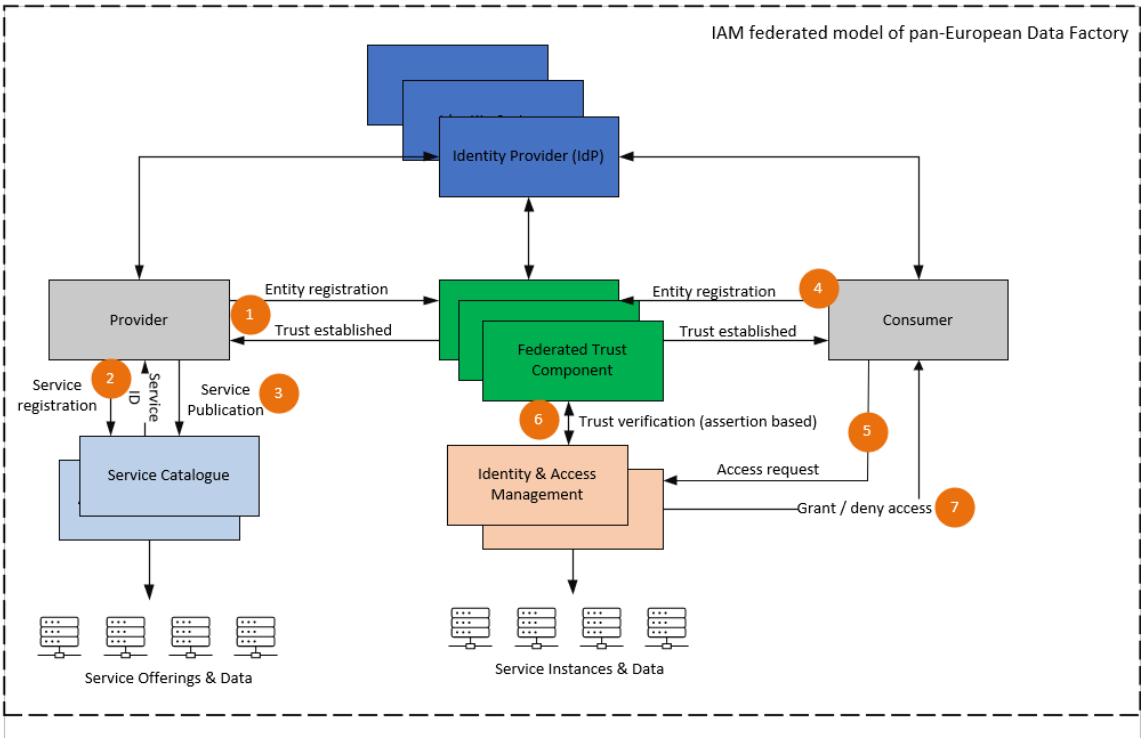 IAM federated model of pan-European Data Factory
Identity Provider (IdP)
Provider
Entity registration
1
Trust established
Entity registration
4
Trust established
Consumer
Federated Trust
Component
2
Service
registration
Service
ID
Service
Publication
3
6
Trust verification (assertion based)
5
Service Catalogue
Identity & Access
Management
Access request
Grant / deny access
7
Service Offerings & Data
Service Instances & Data